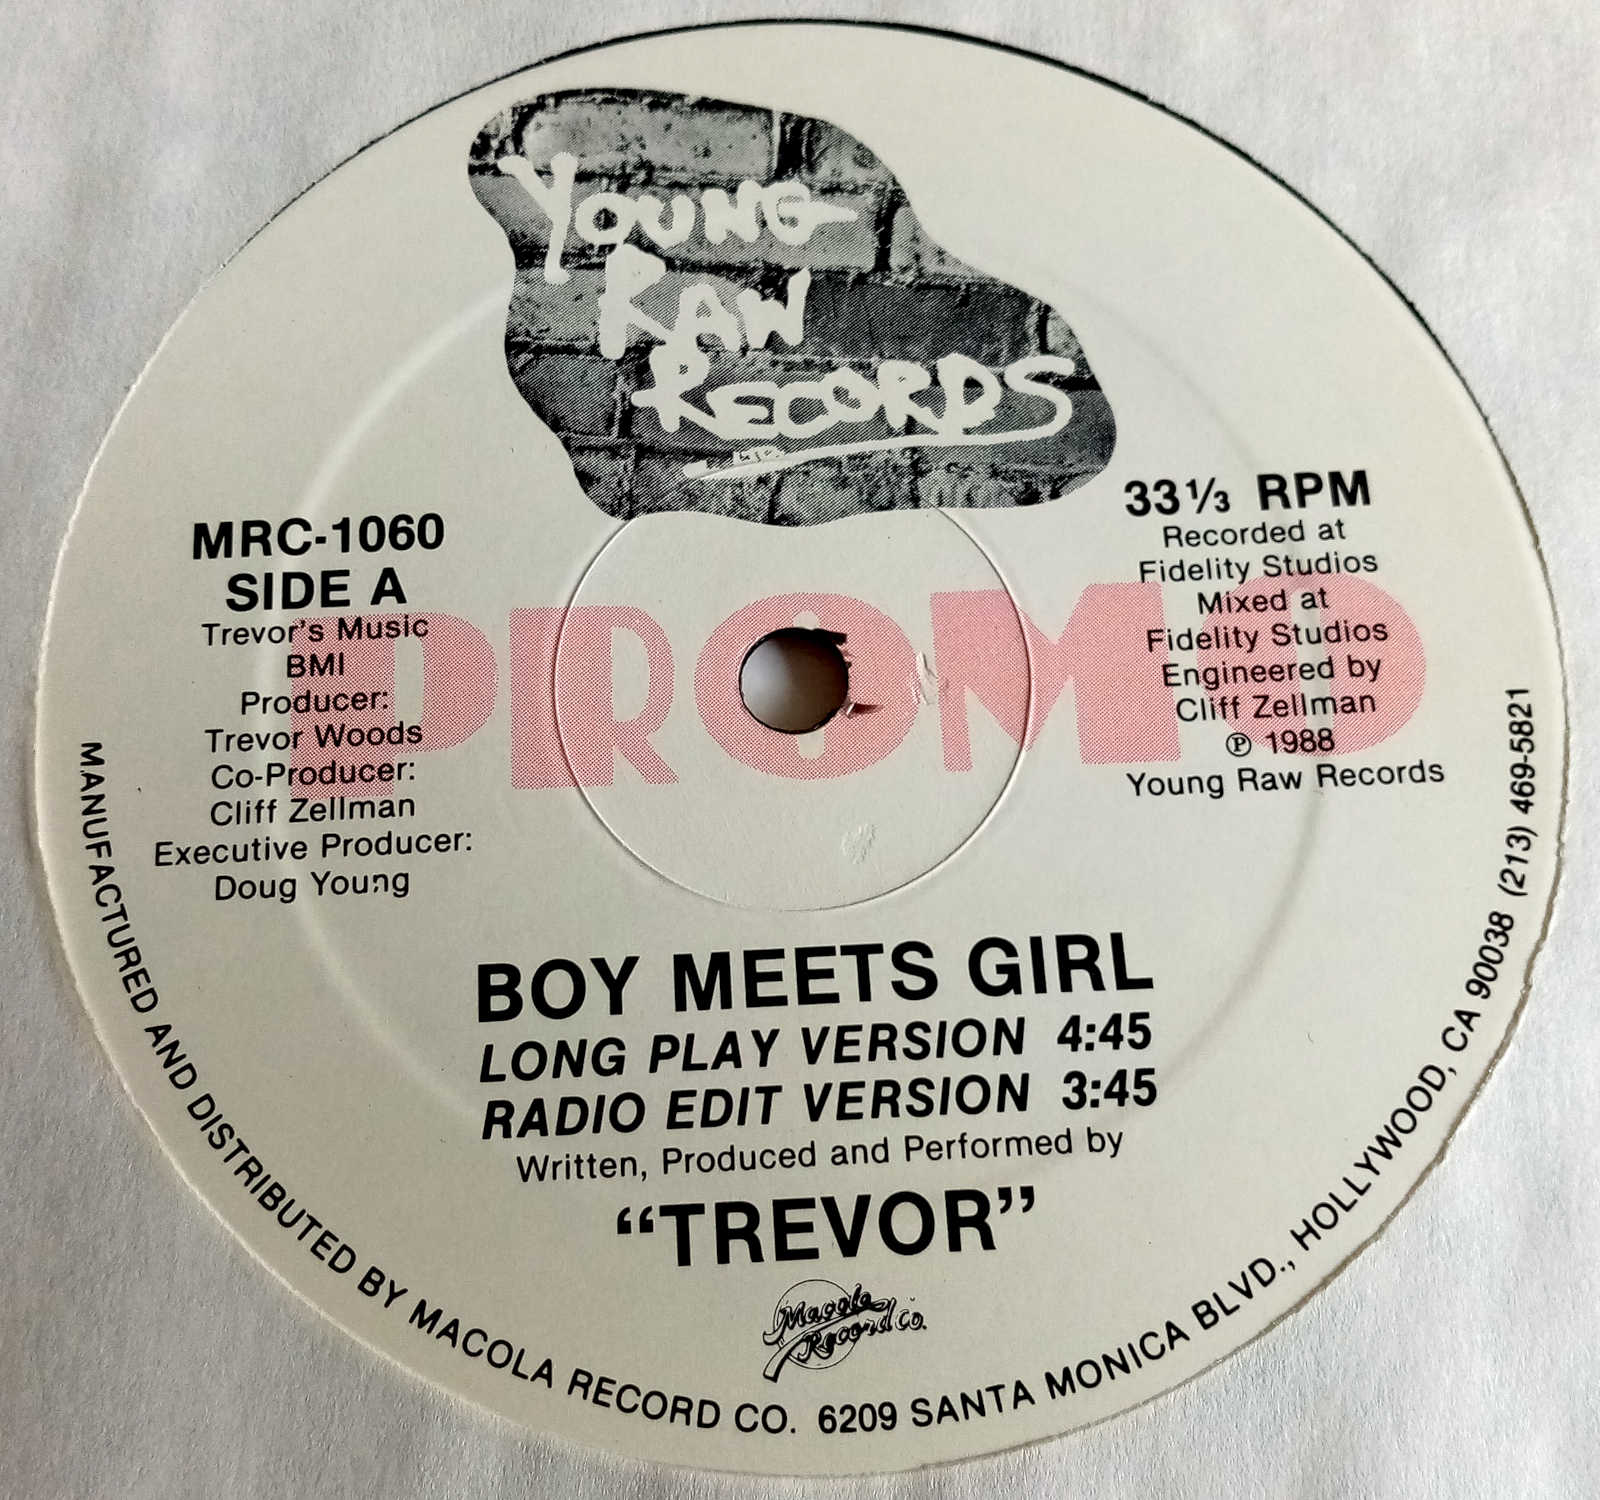 YOUNG
RAW
RECORDS
MRC-1060
SIDE A
Trevor's Music
BMI
Producer:
Trevor Woods
Co-Producer:
Cliff Zellman
Executive Producer:
Doug Young
33⅓ RPM
Recorded at
Fidelity Studios
Mixed at
Fidelity Studios
Engineered by
Cliff Zellman
℗ 1988
Young Raw Records
PROMO
BOY MEETS GIRL
LONG PLAY VERSION 4:45
RADIO EDIT VERSION 3:45
Written, Produced and Performed by
“TREVOR”
Macola
Record Co.
MANUFACTURED AND DISTRIBUTED BY MACOLA RECORD CO. 6209 SANTA MONICA BLVD., HOLLYWOOD, CA 90038 (213) 469-5821